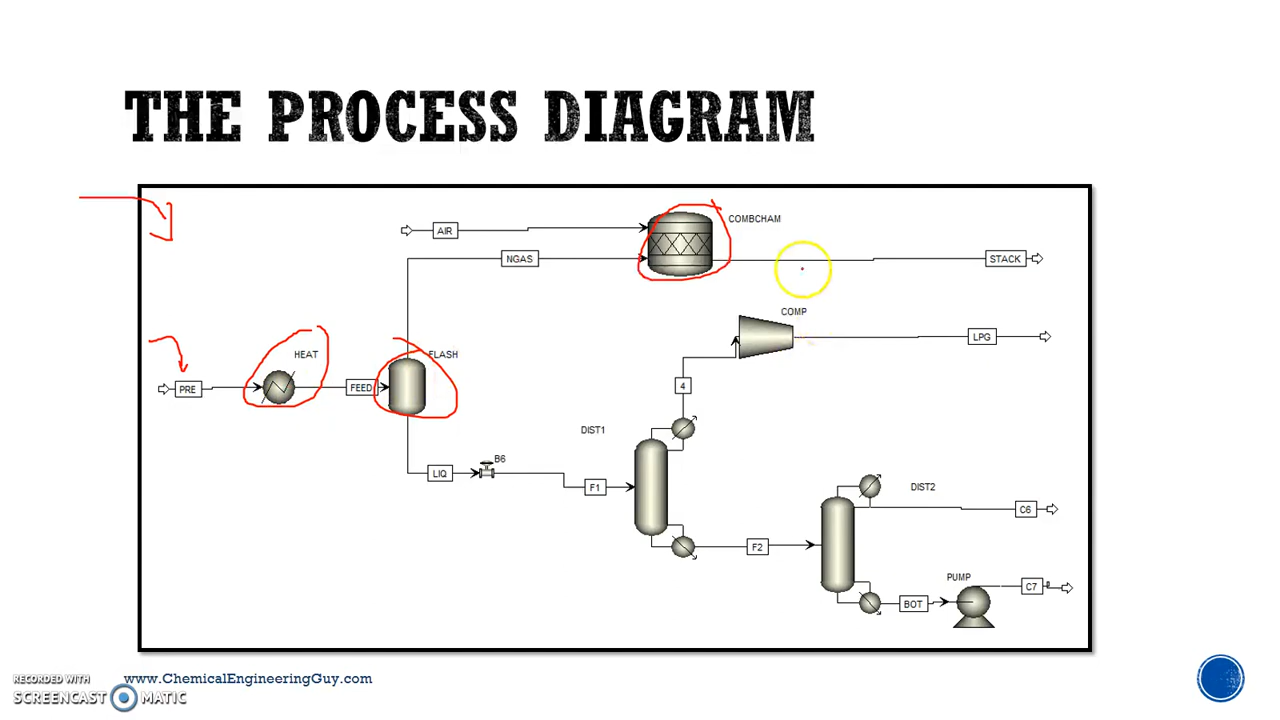 THE PROCESS DIAGRAM
COMBCHAM
AIR
NGAS
STACK
COMP
LPG
HEAT
FLASH
PRE
FEED
4
DIST1
B6
LIQ
F1
DIST2
C6
F2
PUMP
C7
BOT
RECORDED WITH
SCREENCAST MATIC
www.ChemicalEngineeringGuy.com